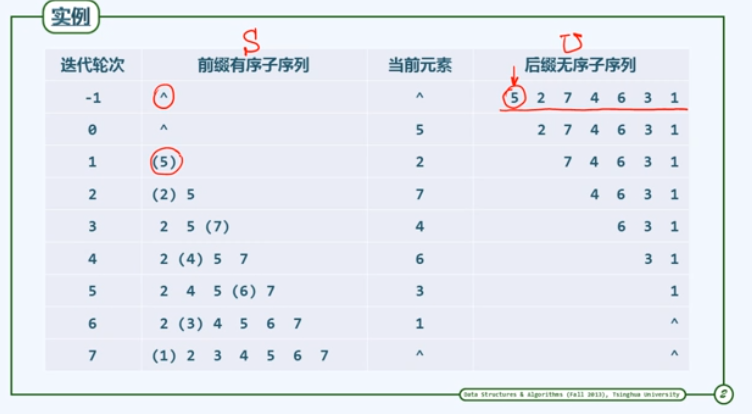 实例
S U
迭代轮次 前缀有序子序列 当前元素 后缀无序子序列
-1 ^ ^ 5 2 7 4 6 3 1
0 ^ 5 2 7 4 6 3 1
1 (5) 2 7 4 6 3 1
2 (2) 5 7 4 6 3 1
3 2 5 (7) 4 6 3 1
4 2 (4) 5 7 6 3 1
5 2 4 5 (6) 7 3 1
6 2 (3) 4 5 6 7 1 ^
7 (1) 2 3 4 5 6 7 ^ ^
Data Structures & Algorithms (Fall 2013), Tsinghua University 2